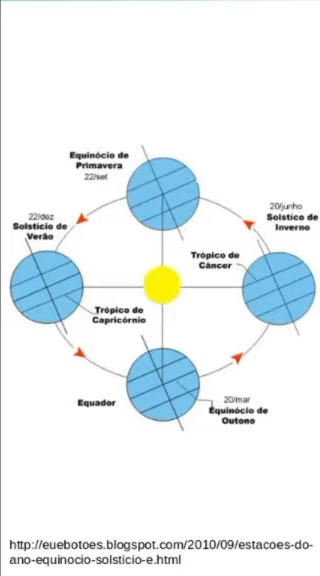 Equinócio de
Primavera
22/set
22/dez
Solstício de
Verão
20/junho
Solstico de
Inverno
Trópico de
Câncer
Trópico de
Capricórnio
Equador
20/mar
Equinócio de
Outono
http://euebotoes.blogspot.com/2010/09/estacoes-do-
ano-equinocio-solsticio-e.html